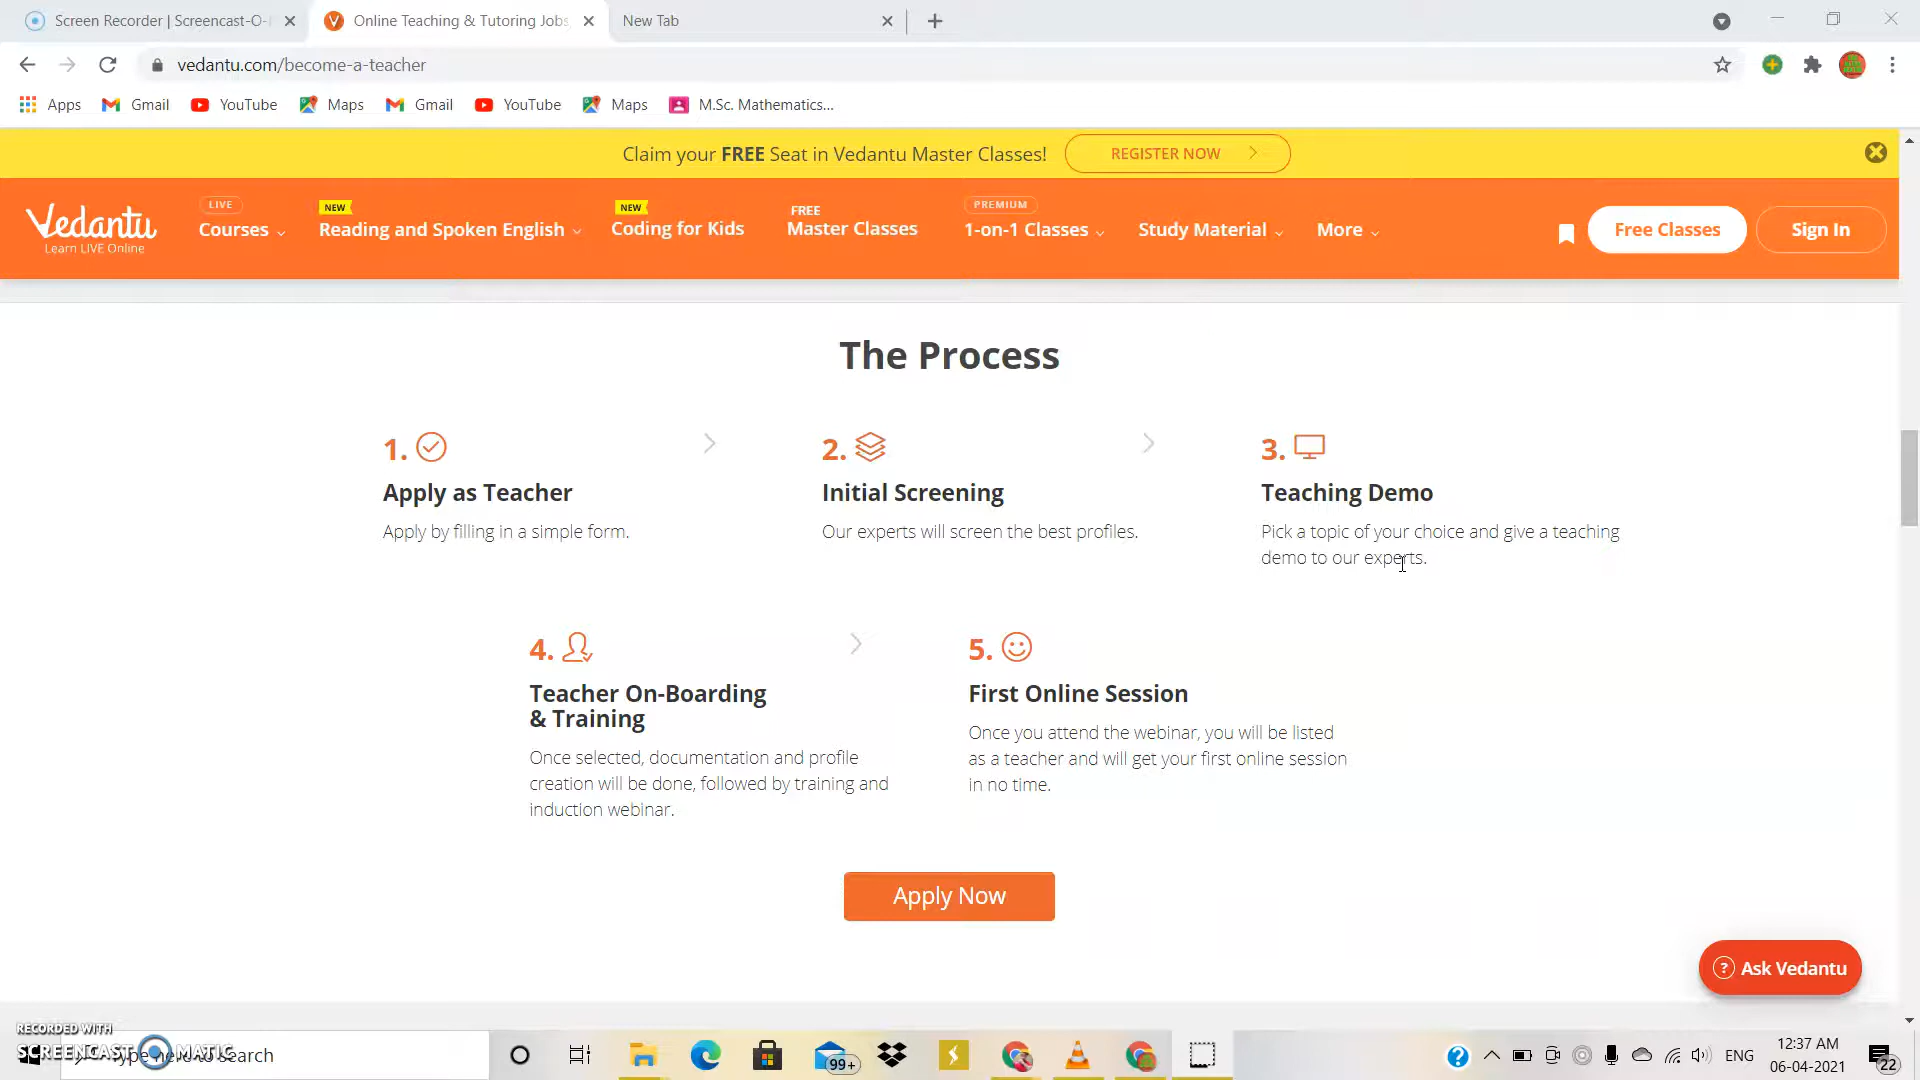 Screen Recorder | Screencast-O-
Online Teaching & Tutoring Jobs
New Tab
vedantu.com/become-a-teacher
Apps
Gmail
YouTube
Maps
Gmail
YouTube
Maps
M.Sc. Mathematics...
Claim your FREE Seat in Vedantu Master Classes!
REGISTER NOW
Vedantu
Learn LIVE Online
LIVE
Courses
NEW
Reading and Spoken English
NEW
Coding for Kids
FREE
Master Classes
PREMIUM
1-on-1 Classes
Study Material
More
Free Classes
Sign In
The Process
1.
Apply as Teacher
Apply by filling in a simple form.
2.
Initial Screening
Our experts will screen the best profiles.
3.
Teaching Demo
Pick a topic of your choice and give a teaching
demo to our experts.
4.
Teacher On-Boarding
& Training
Once selected, documentation and profile
creation will be done, followed by training and
induction webinar.
5.
First Online Session
Once you attend the webinar, you will be listed
as a teacher and will get your first online session
in no time.
Apply Now
? Ask Vedantu
RECORDED WITH
SCREENCAST MATIC
Type here to search
99+
ENG
12:37 AM
06-04-2021
22